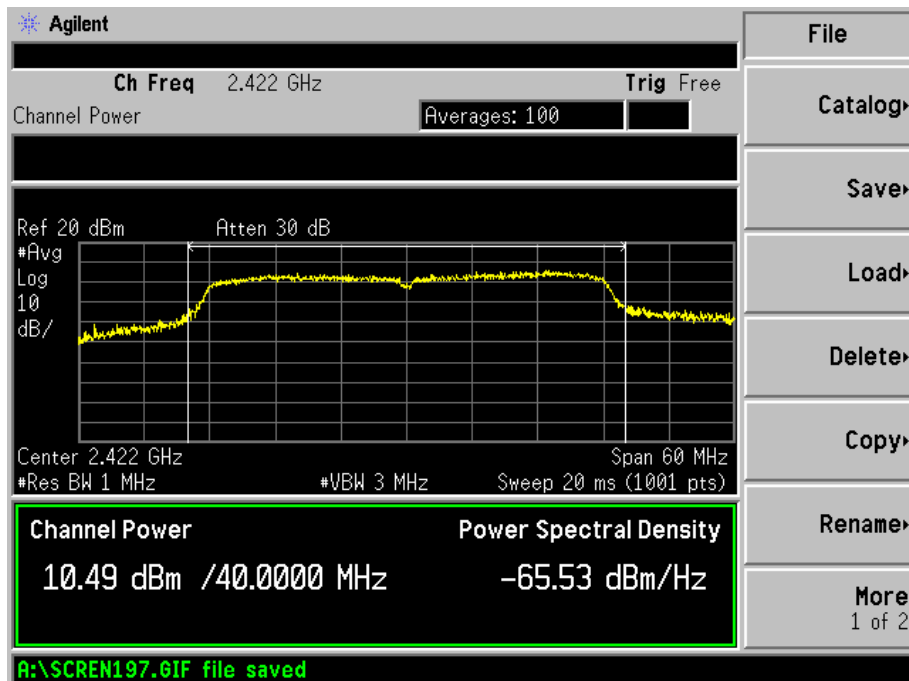 Agilent
File
Ch Freq 2.422 GHz Trig Free
Channel Power Averages: 100
Catalog
Save
Ref 20 dBm Atten 30 dB
#Avg
Log
10
dB/
Load
Delete
Copy
Center 2.422 GHz Span 60 MHz
#Res BW 1 MHz #VBW 3 MHz Sweep 20 ms (1001 pts)
Channel Power Power Spectral Density
Rename
10.49 dBm /40.0000 MHz -65.53 dBm/Hz
More
1 of 2
A:\SCREN197.GIF file saved